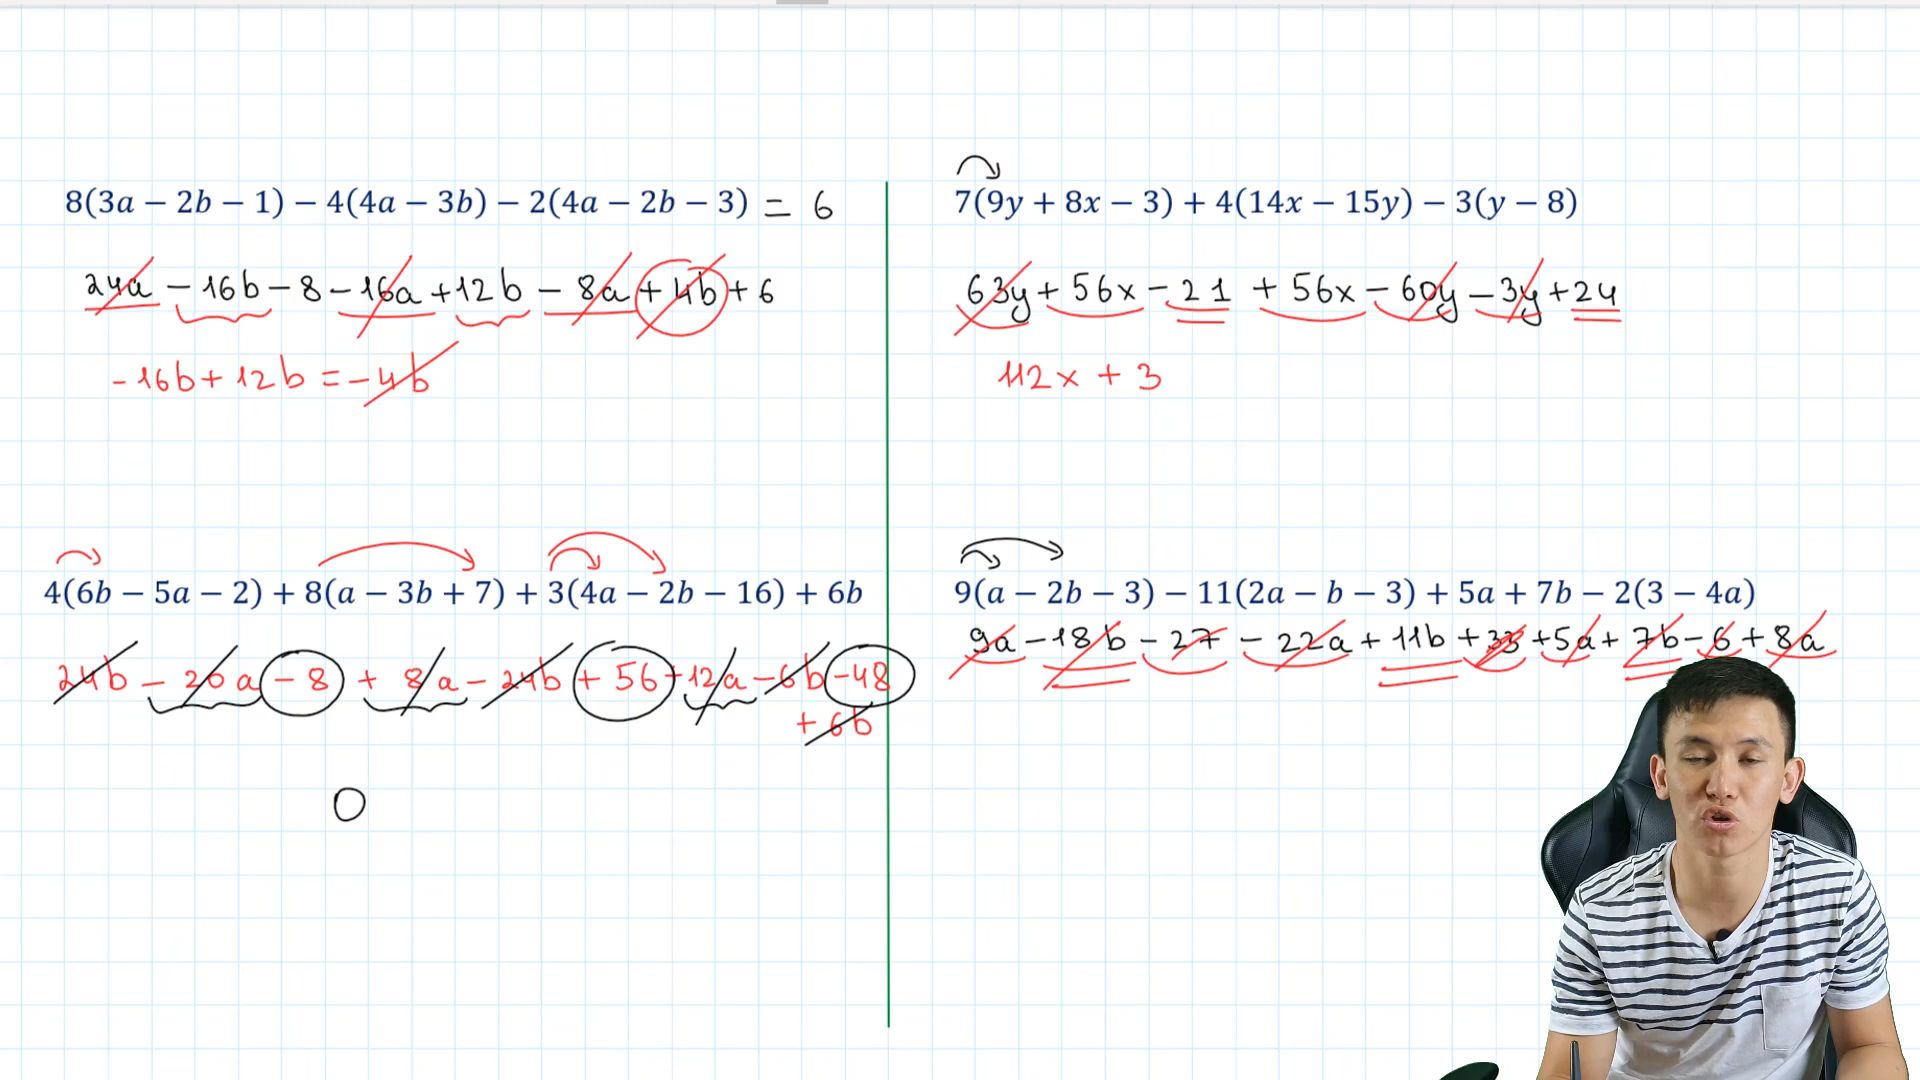 8(3a − 2b − 1) − 4(4a − 3b) − 2(4a − 2b − 3) = 6
24a − 16b − 8 − 16a + 12b − 8a + 4b + 6
− 16b + 12b = − 4b
7(9y + 8x − 3) + 4(14x − 15y) − 3(y − 8)
63y + 56x − 21 + 56x − 60y − 3y + 24
112x + 3
4(6b − 5a − 2) + 8(a − 3b + 7) + 3(4a − 2b − 16) + 6b
24b − 20a − 8 + 8a − 24b + 56 + 12a − 6b − 48
+ 6b
0
9(a − 2b − 3) − 11(2a − b − 3) + 5a + 7b − 2(3 − 4a)
9a − 18b − 27 − 22a + 11b + 33 + 5a + 7b − 6 + 8a